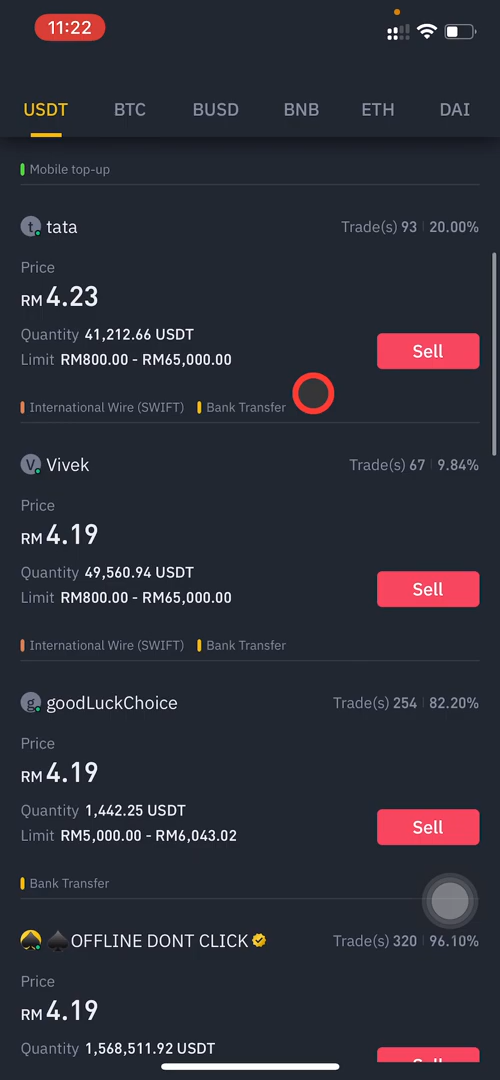 11:22
USDT BTC BUSD BNB ETH DAI
Mobile top-up
t tata Trade(s) 93 20.00%
Price
RM 4.23
Quantity 41,212.66 USDT
Limit RM800.00 - RM65,000.00
Sell
International Wire (SWIFT) Bank Transfer
V Vivek Trade(s) 67 9.84%
Price
RM 4.19
Quantity 49,560.94 USDT
Limit RM800.00 - RM65,000.00
Sell
International Wire (SWIFT) Bank Transfer
g goodLuckChoice Trade(s) 254 82.20%
Price
RM 4.19
Quantity 1,442.25 USDT
Limit RM5,000.00 - RM6,043.02
Sell
Bank Transfer
♠OFFLINE DONT CLICK Trade(s) 320 96.10%
Price
RM 4.19
Quantity 1,568,511.92 USDT
Sell